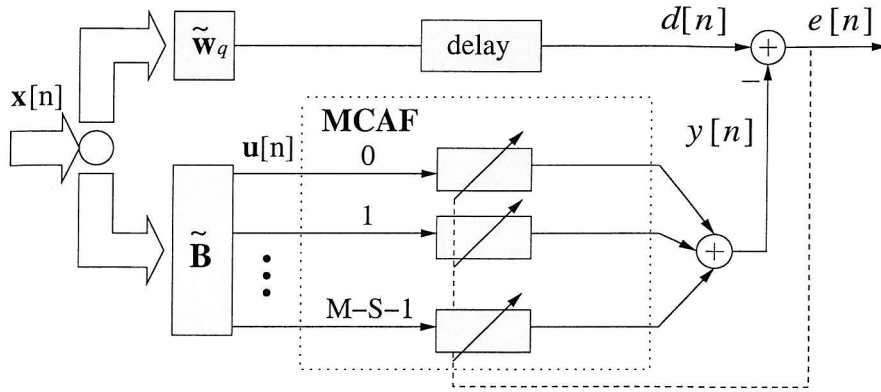 w̃q
delay
d[n]
+
e[n]
−
x[n]
MCAF
u[n]
0
y[n]
1
B̃
+
M−S−1